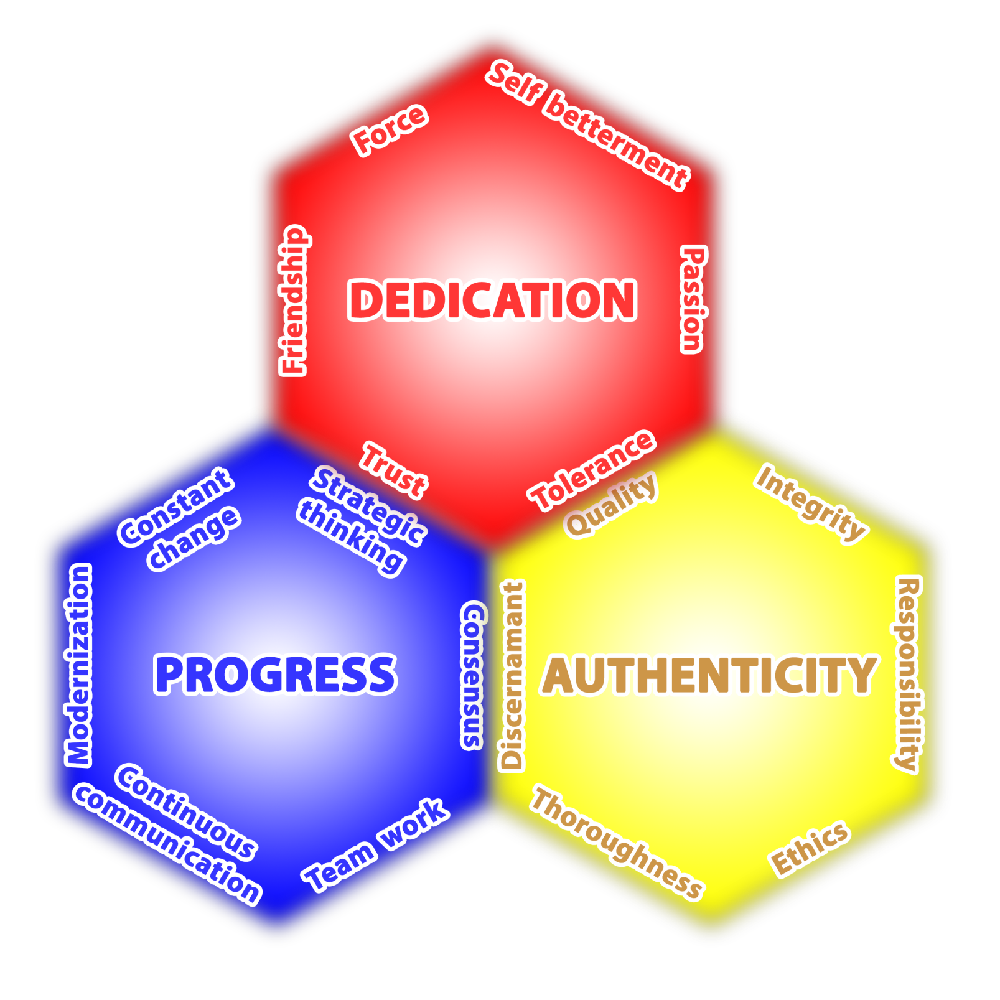 Self betterment
Force
Friendship
Passion
DEDICATION
Trust
Tolerance
Constant
change
Strategic
thinking
Modernization
Consensus
PROGRESS
Continuous
communication
Team work
Quality
Integrity
Discernamant
Responsibility
AUTHENTICITY
Thoroughness
Ethics